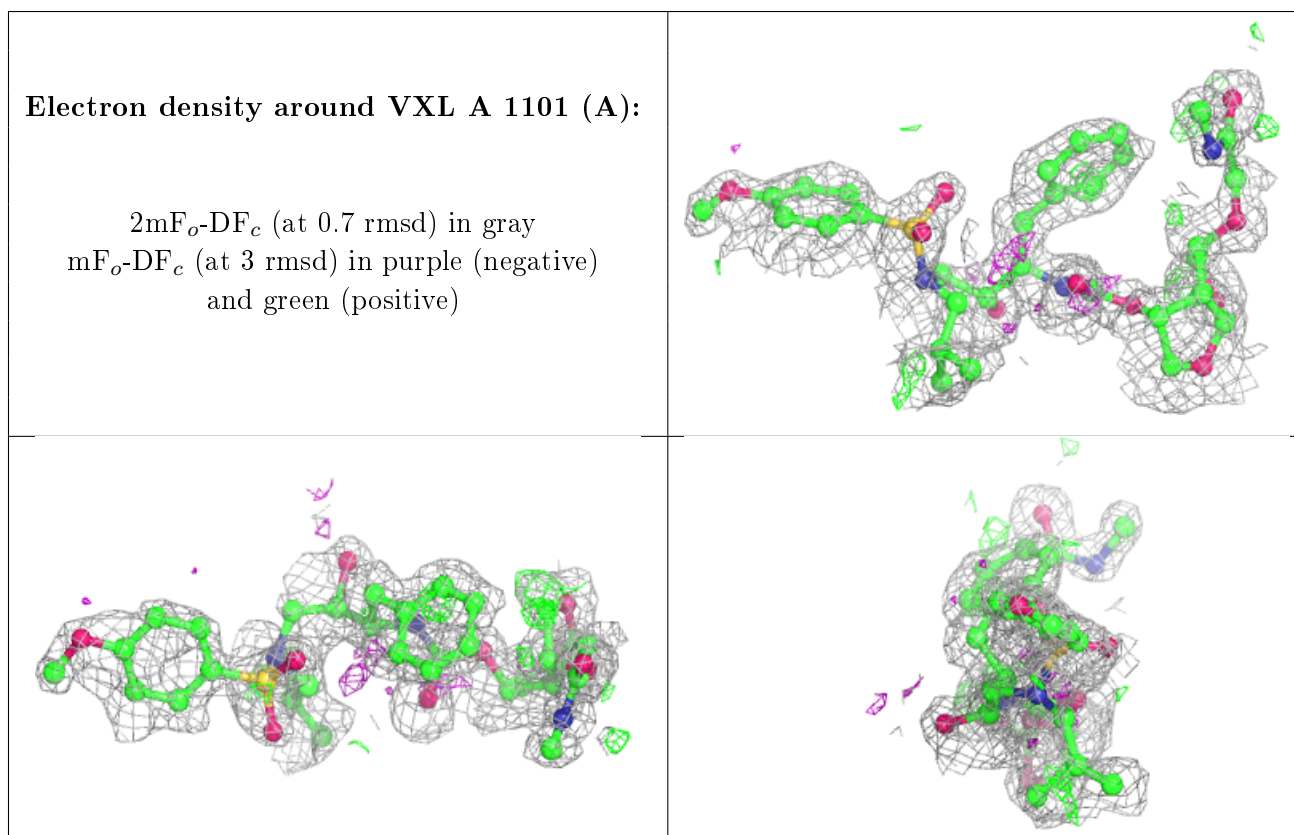 Electron density around VXL A 1101 (A):
2mFₒ-DF𝒸 (at 0.7 rmsd) in gray
mFₒ-DF𝒸 (at 3 rmsd) in purple (negative)
and green (positive)